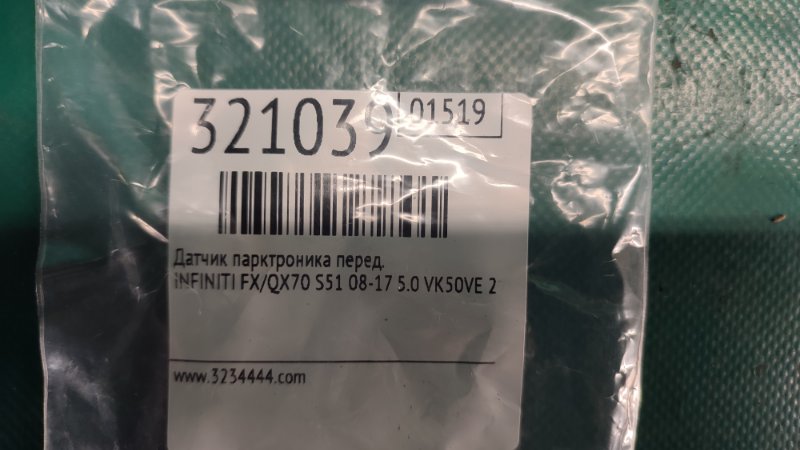 321039 01519
Датчик парктроника перед.
INFINITI FX/QX70 S51 08-17 5.0 VK50VE 2
www.3234444.com